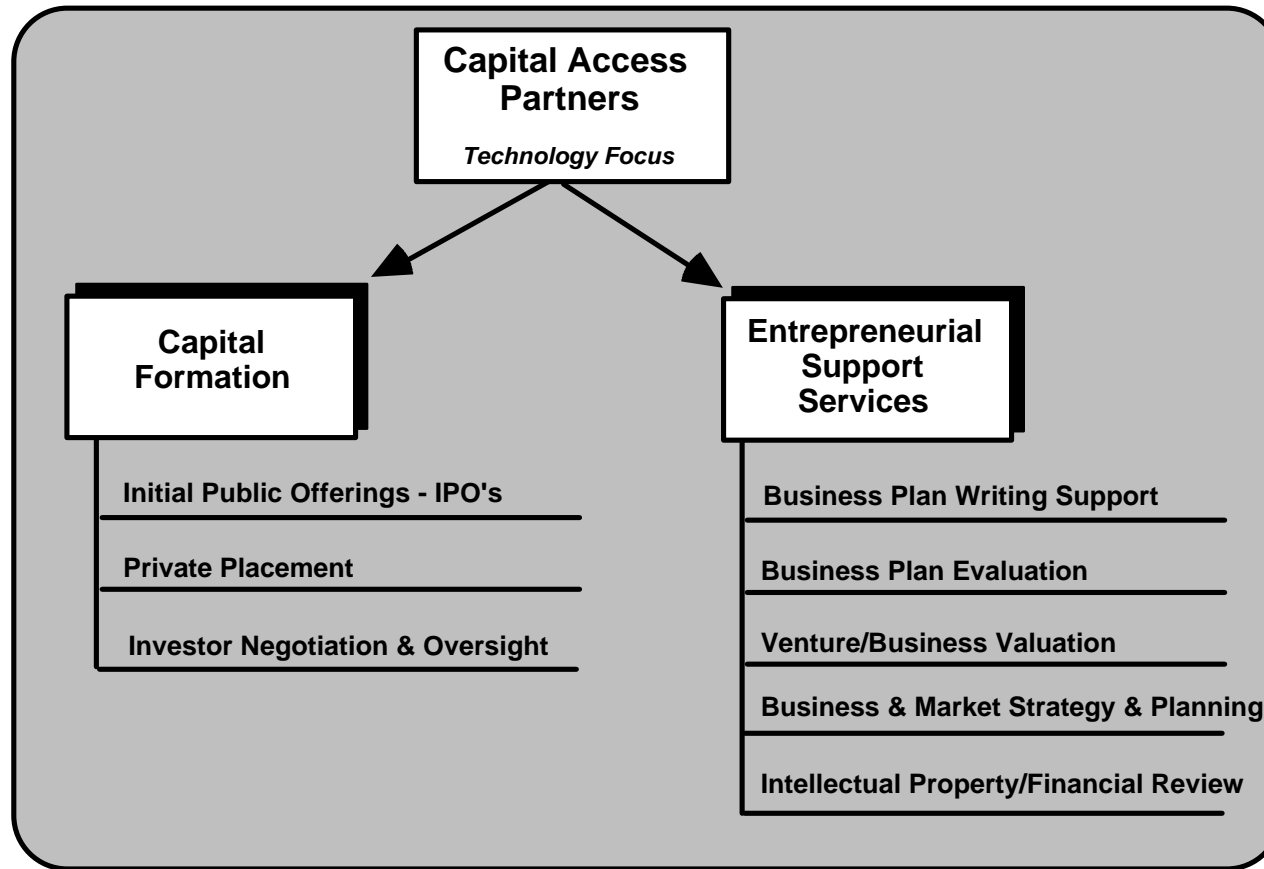 Capital Access
Partners
Technology Focus
Capital
Formation
Initial Public Offerings - IPO's
Private Placement
Investor Negotiation & Oversight
Entrepreneurial
Support
Services
Business Plan Writing Support
Business Plan Evaluation
Venture/Business Valuation
Business & Market Strategy & Planning
Intellectual Property/Financial Review